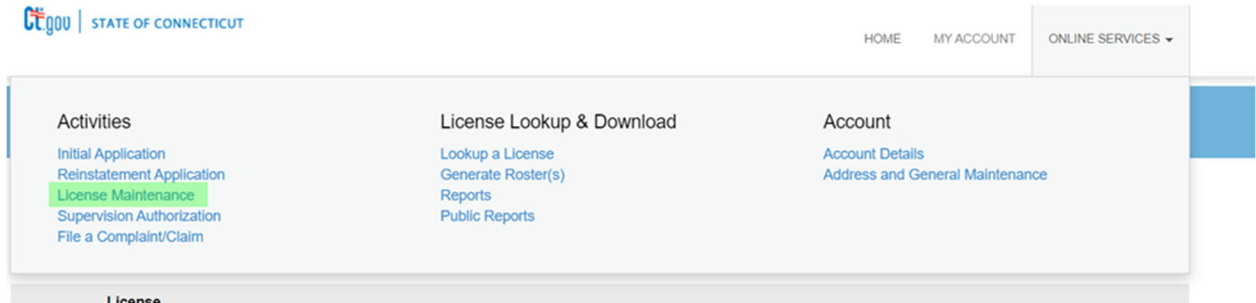 Ct.gov | STATE OF CONNECTICUT
HOME MY ACCOUNT ONLINE SERVICES
Activities
Initial Application
Reinstatement Application
License Maintenance
Supervision Authorization
File a Complaint/Claim
License Lookup & Download
Lookup a License
Generate Roster(s)
Reports
Public Reports
Account
Account Details
Address and General Maintenance
License